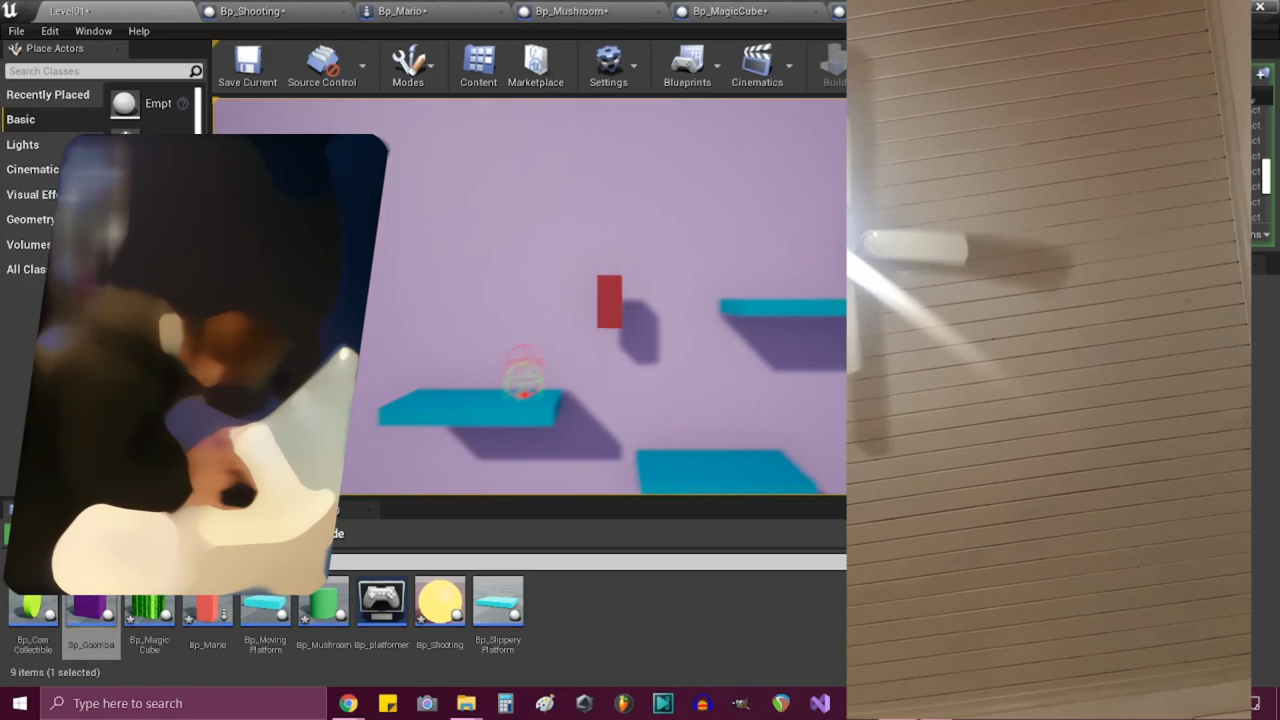 Level01*
Bp_Shooting*
Bp_Mario*
Bp_Mushroom*
Bp_MagicCube*
File Edit Window Help
Place Actors
Search Classes
Recently Placed
Basic
Lights
Cinematic
Visual Eff
Geometry
Volumes
All Clas
Empt
Save Current
Source Control
Modes
Content
Marketplace
Settings
Blueprints
Cinematics
Build
de
Bp_Coin
Collectible
Bp_Goomba
Bp_Magic
Cube
Bp_Mario
Bp_Moving
Platform
Bp_Mushroom
Bp_platformer
Bp_Shooting
Bp_Slippery
Platform
9 items (1 selected)
Type here to search